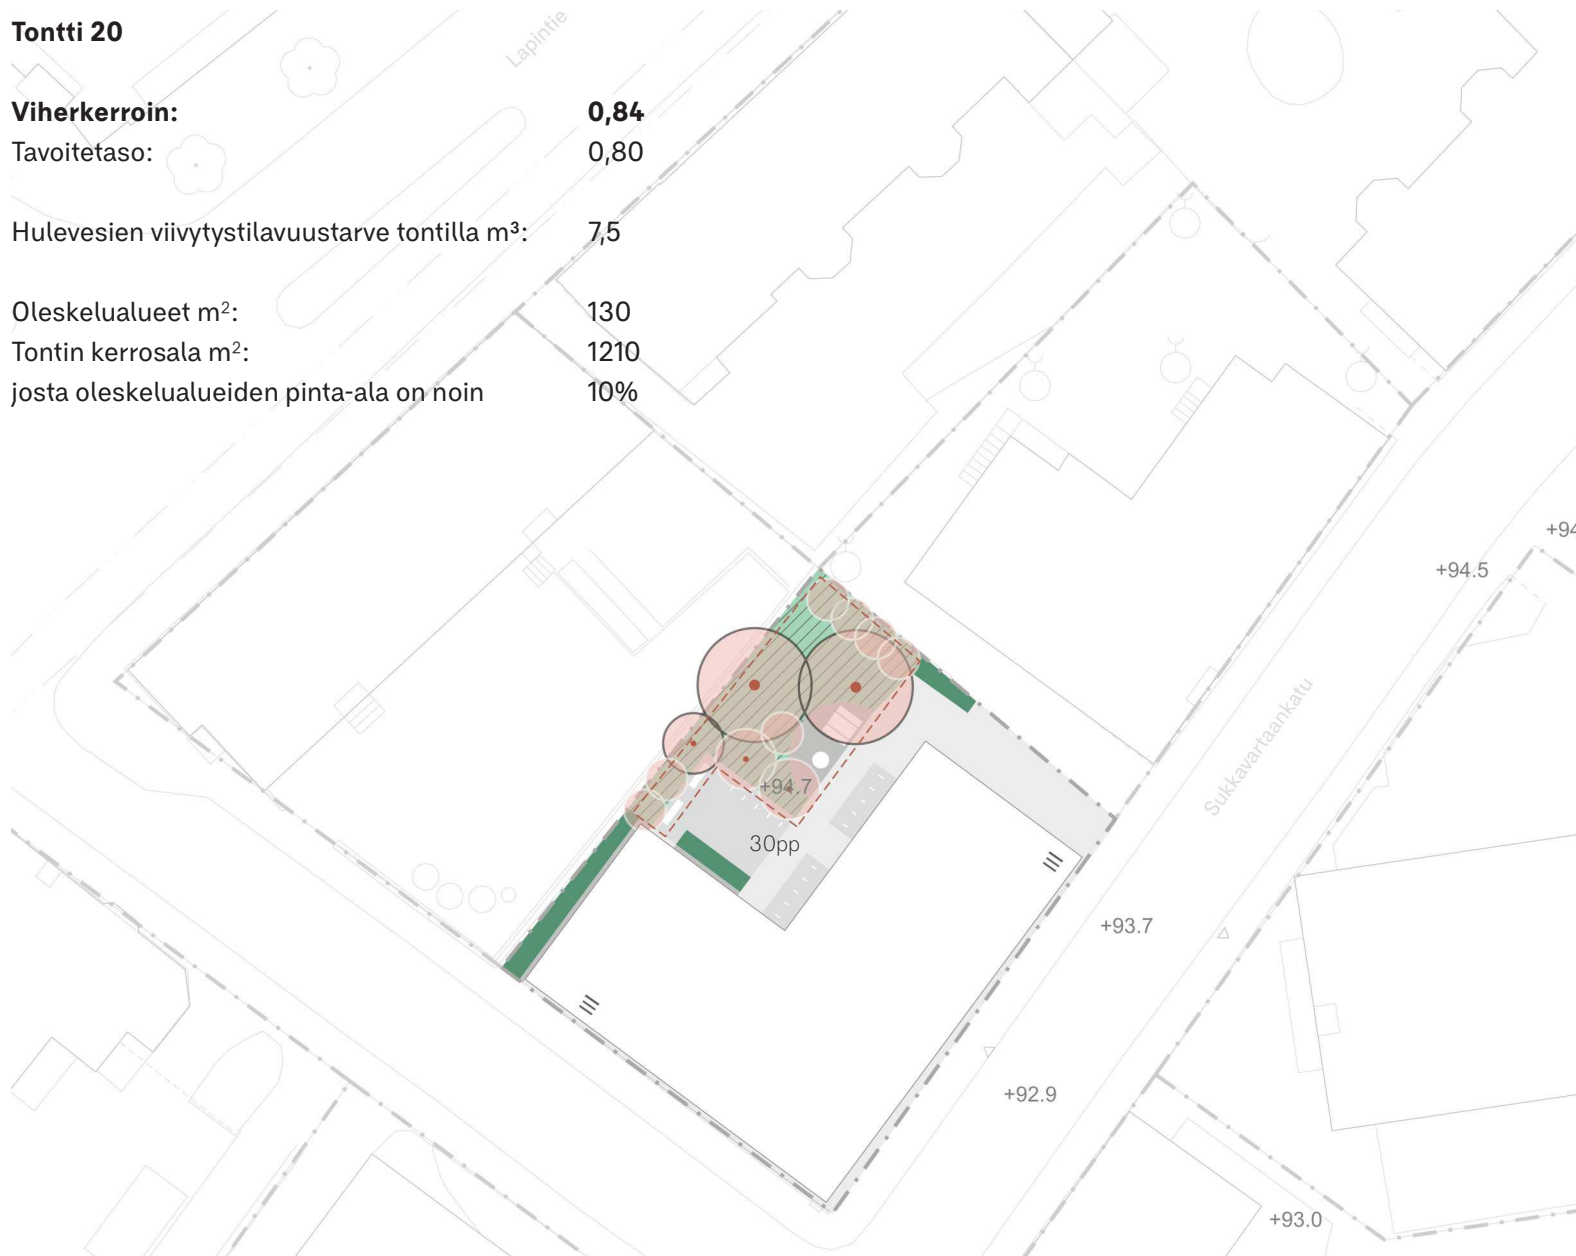 Tontti 20
Lapintie
Viherkerroin: 0,84
Tavoitetaso: 0,80
Hulevesien viivytystilavuustarve tontilla m³: 7,5
Oleskelualueet m²: 130
Tontin kerrosala m²: 1210
josta oleskelualueiden pinta-ala on noin 10%
+94.5
Sukkavartaankatu
+94.7
30pp
+93.7
+92.9
+93.0